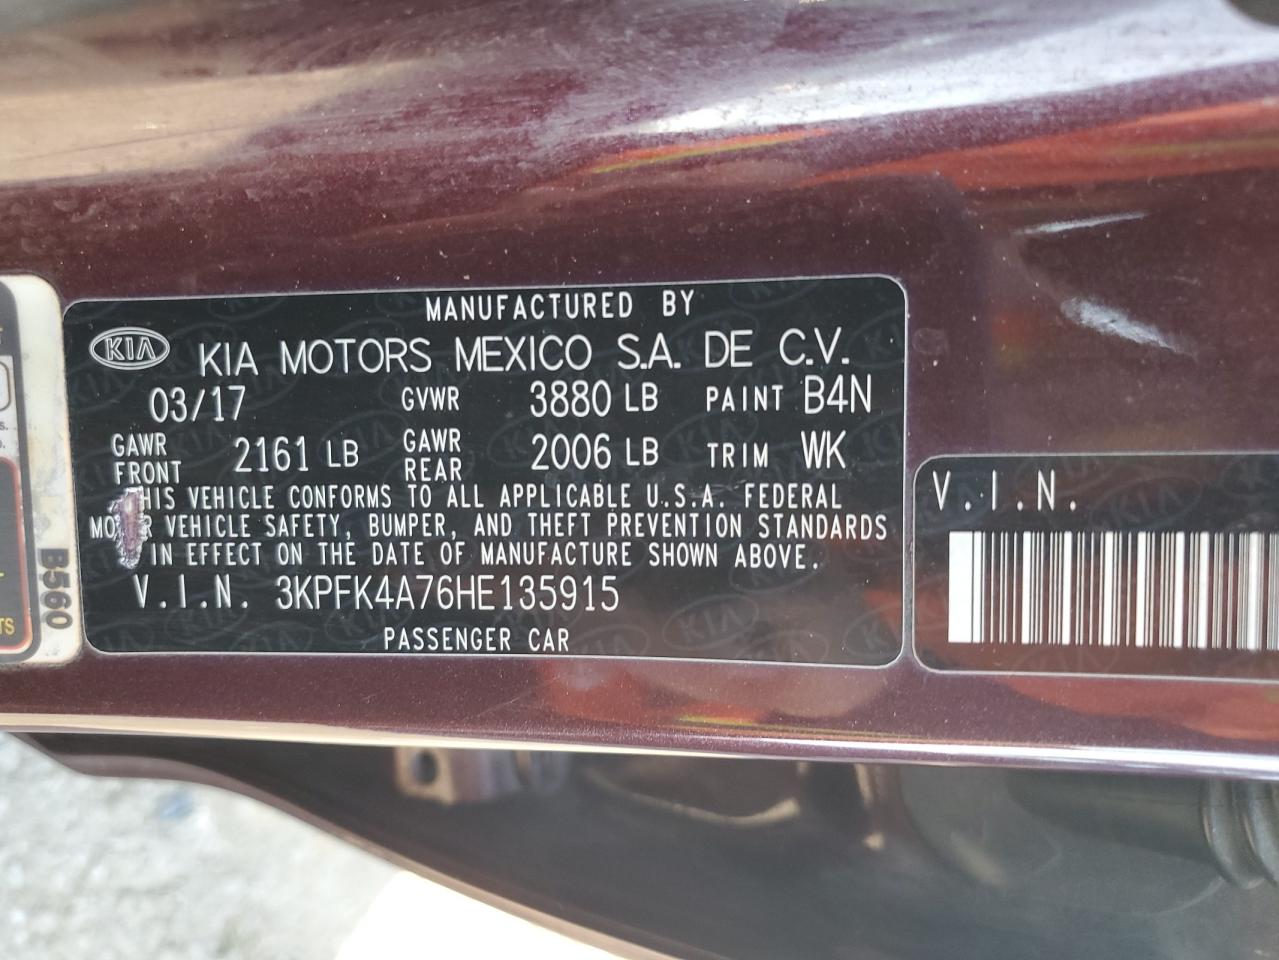 MANUFACTURED BY
KIA KIA MOTORS MEXICO S.A. DE C.V.
03/17 GVWR 3880 LB PAINT B4N
GAWR FRONT 2161 LB GAWR REAR 2006 LB TRIM WK
THIS VEHICLE CONFORMS TO ALL APPLICABLE U.S.A. FEDERAL
MOTOR VEHICLE SAFETY, BUMPER, AND THEFT PREVENTION STANDARDS
IN EFFECT ON THE DATE OF MANUFACTURE SHOWN ABOVE.
V.I.N. 3KPFK4A76HE135915
PASSENGER CAR
V.I.N.
B560